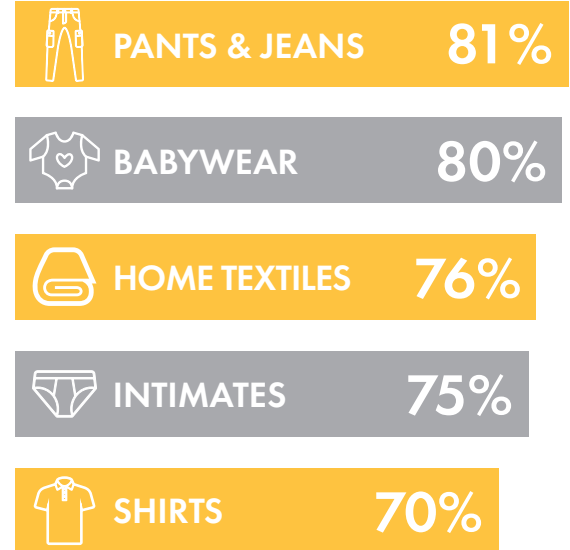 PANTS & JEANS 81%
BABYWEAR 80%
HOME TEXTILES 76%
INTIMATES 75%
SHIRTS 70%